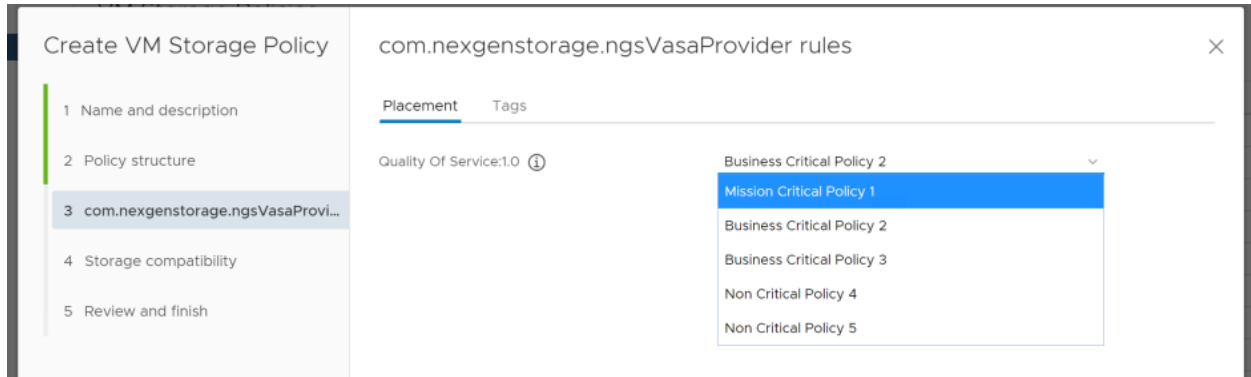 Create VM Storage Policy
1 Name and description
2 Policy structure
3 com.nexgenstorage.ngsVasaProvi...
4 Storage compatibility
5 Review and finish
com.nexgenstorage.ngsVasaProvider rules
Placement Tags
Quality Of Service:1.0
Business Critical Policy 2
Mission Critical Policy 1
Business Critical Policy 2
Business Critical Policy 3
Non Critical Policy 4
Non Critical Policy 5